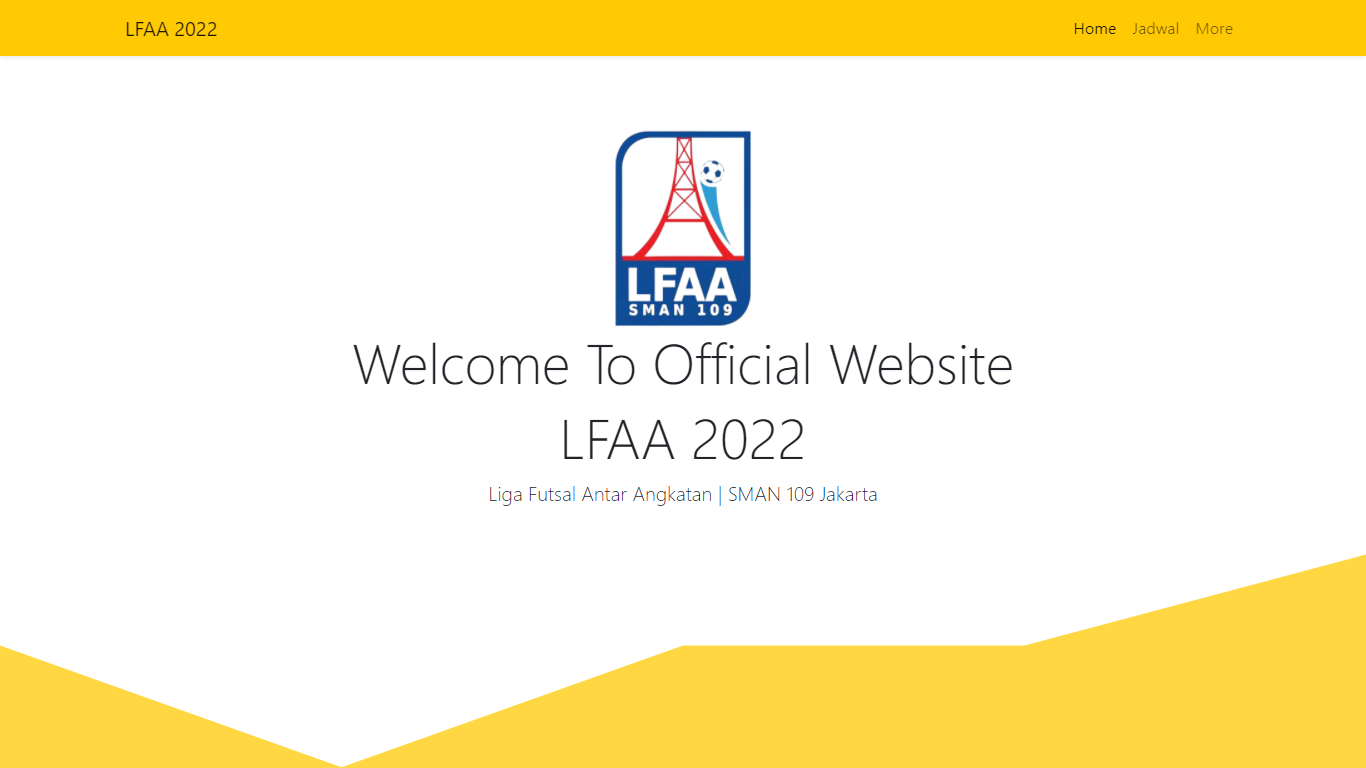 LFAA 2022
Home Jadwal More
LFAA
SMAN 109
Welcome To Official Website
LFAA 2022
Liga Futsal Antar Angkatan | SMAN 109 Jakarta